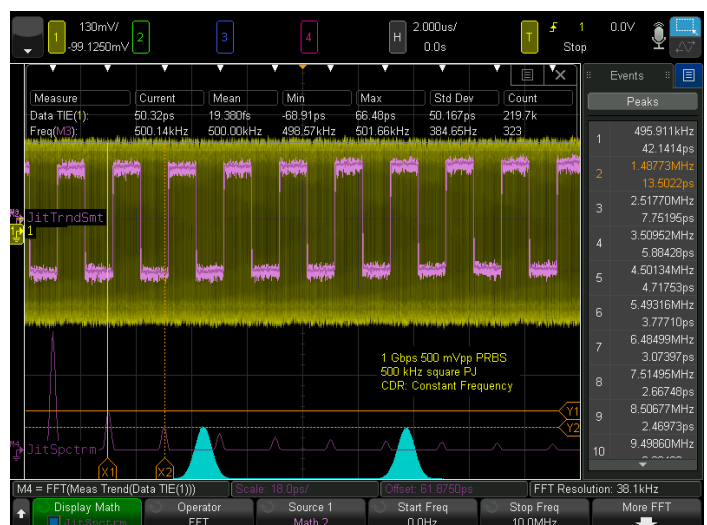 1 130mV/ 2 3 4 H 2.000us/ T 1 0.0V
-99.1250mV 0.0s Stop
Events
Peaks
Measure Current Mean Min Max Std Dev Count
Data TIE(1): 50.32ps 19.380fs -68.91ps 66.48ps 50.167ps 219.7k
Freq(M3): 500.14kHz 500.00kHz 498.57kHz 501.66kHz 384.65Hz 323
1 495.911kHz
42.1414ps
2 1.48773MHz
13.5022ps
3 2.51770MHz
7.75195ps
4 3.50952MHz
5.88428ps
5 4.50134MHz
4.71753ps
6 5.49316MHz
3.77710ps
7 6.48499MHz
3.07397ps
8 7.51495MHz
2.66748ps
9 8.50677MHz
2.46973ps
10 9.49860MHz
M3 JitTrndSmt
1
1 Gbps 500 mVpp PRBS
500 kHz square PJ
CDR: Constant Frequency
Y1
Y2
M4 JitSpctrm
X1 X2
M4 = FFT(Meas Trend(Data TIE(1))) Scale: 18.0ps/ Offset: 61.8750ps FFT Resolution: 38.1kHz
Display Math Operator Source 1 Start Freq Stop Freq More FFT
JitSpctrm FFT Math 2 0.0Hz 10.0MHz